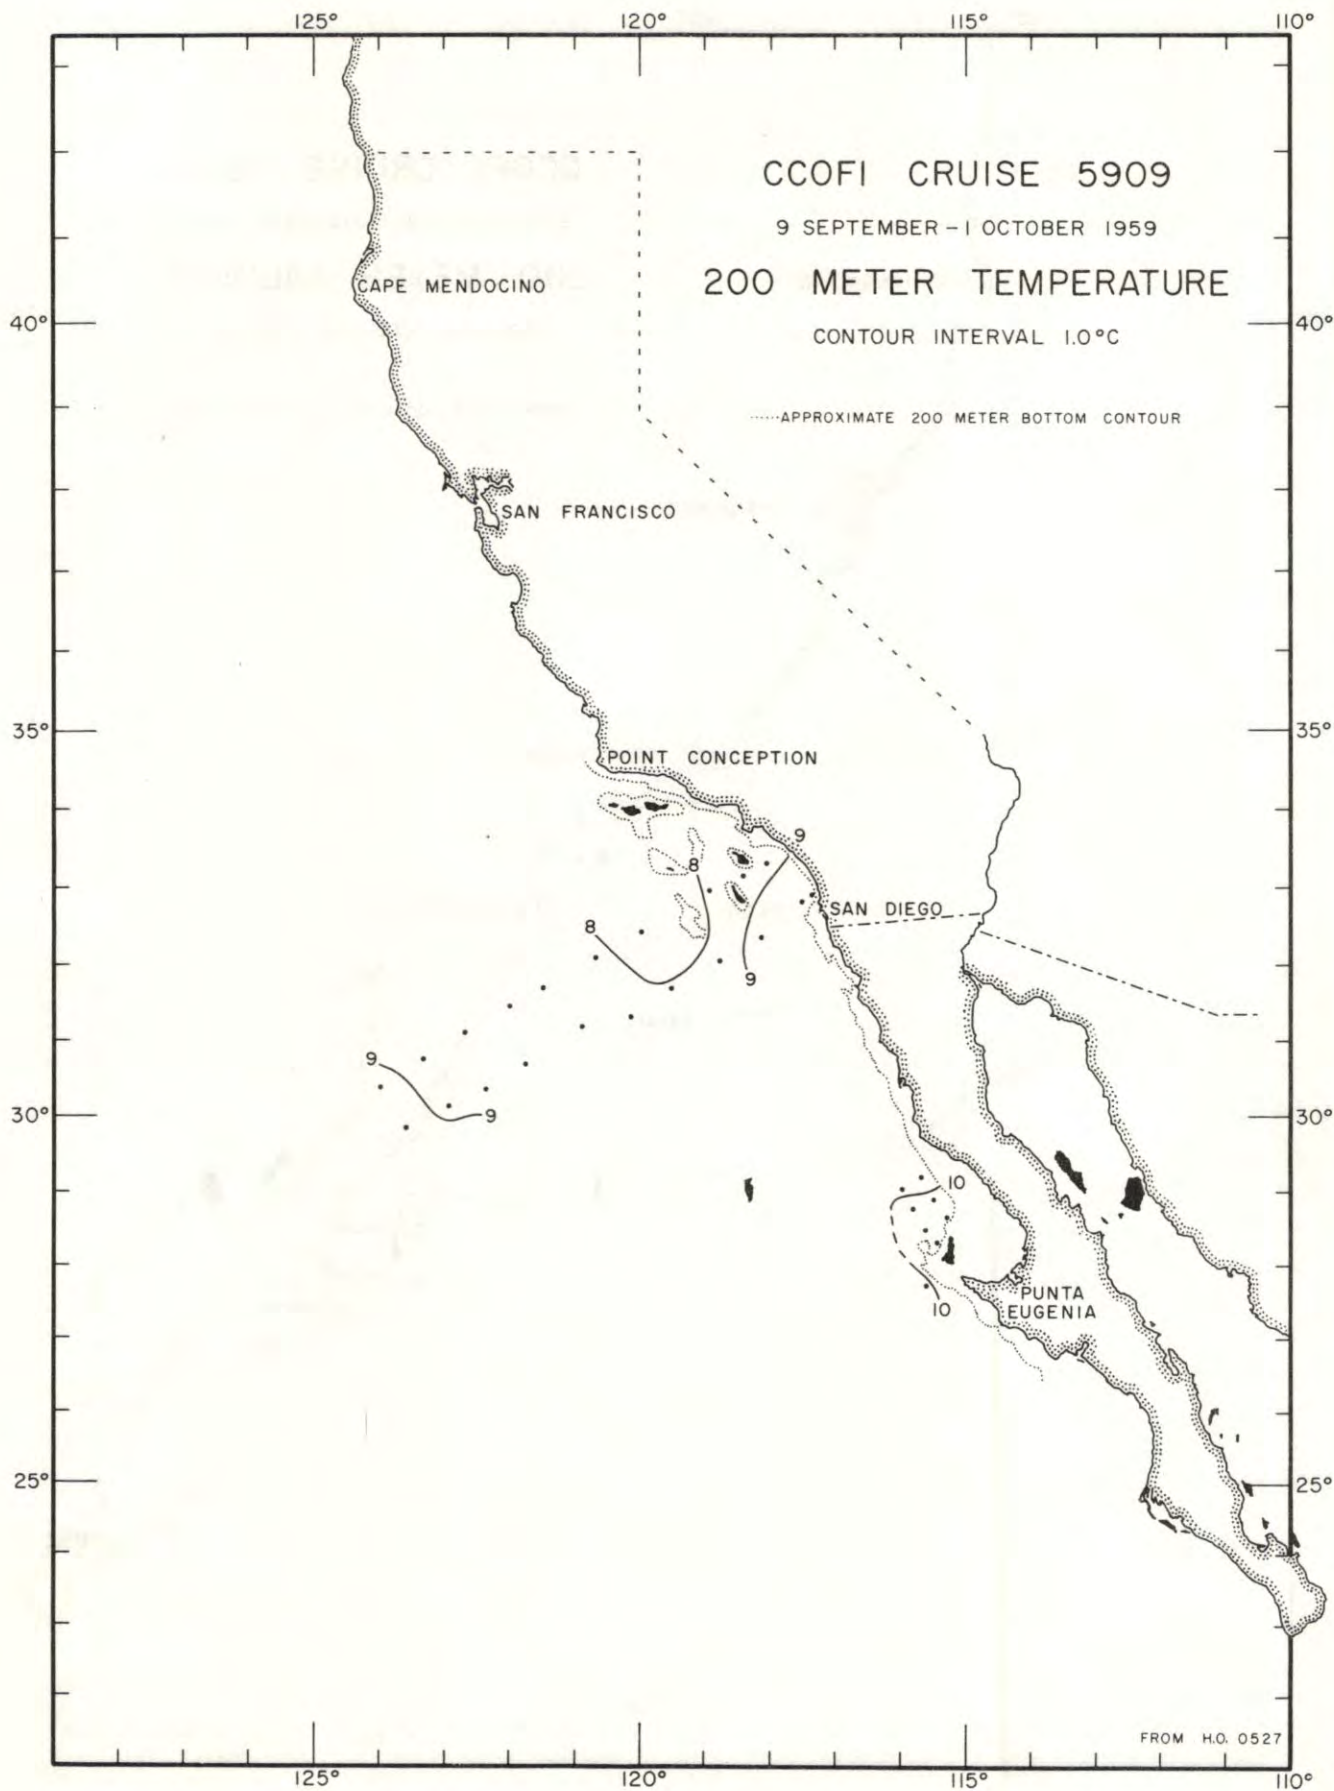 125° 120° 115° 110°
CCOFI CRUISE 5909
9 SEPTEMBER – 1 OCTOBER 1959
200 METER TEMPERATURE
CONTOUR INTERVAL 1.0°C
CAPE MENDOCINO
40° 40°
······APPROXIMATE 200 METER BOTTOM CONTOUR
SAN FRANCISCO
35° 35°
POINT CONCEPTION
9
8
SAN DIEGO
8
9
9
9
30° 30°
10
PUNTA
EUGENIA
10
25° 25°
FROM H.O. 0527
125° 120° 115° 110°